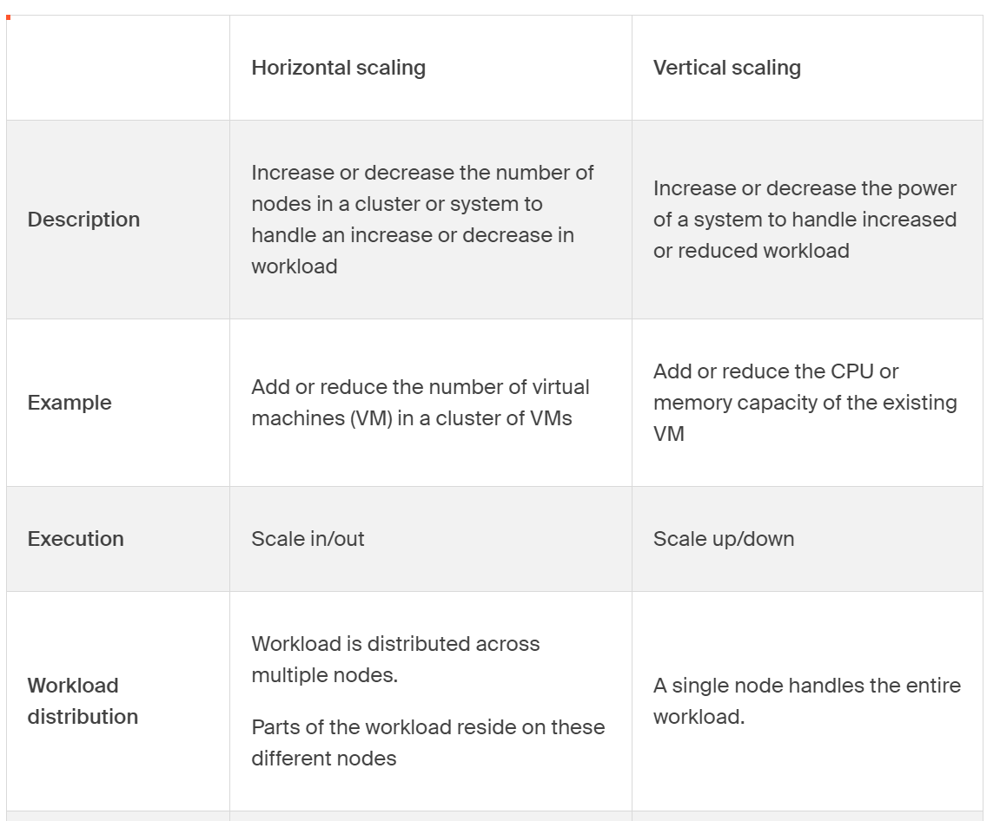 Horizontal scaling
Vertical scaling
Description
Increase or decrease the number of
nodes in a cluster or system to
handle an increase or decrease in
workload
Increase or decrease the power
of a system to handle increased
or reduced workload
Example
Add or reduce the number of virtual
machines (VM) in a cluster of VMs
Add or reduce the CPU or
memory capacity of the existing
VM
Execution
Scale in/out
Scale up/down
Workload
distribution
Workload is distributed across
multiple nodes.
Parts of the workload reside on these
different nodes
A single node handles the entire
workload.